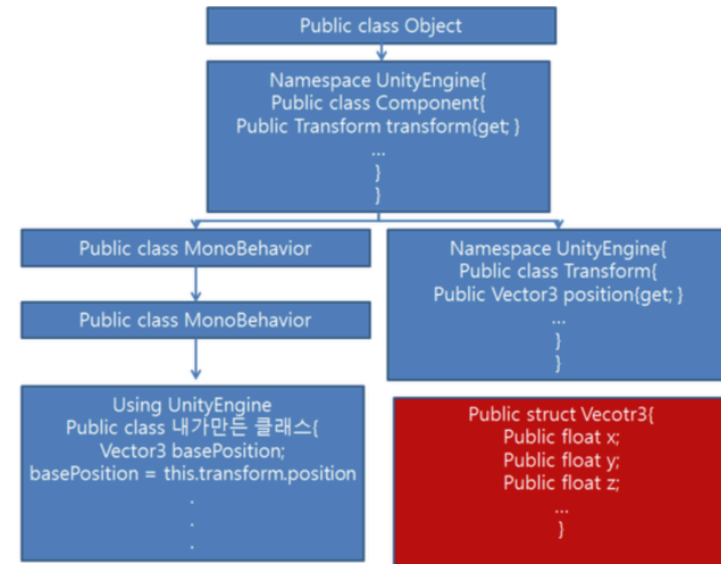 Public class Object
Namespace UnityEngine{
Public class Component{
Public Transform transform{get; }
...
}
}
Public class MonoBehavior
Public class MonoBehavior
Using UnityEngine
Public class 내가만든 클래스{
Vector3 basePosition;
basePosition = this.transform.position
.
.
.
Namespace UnityEngine{
Public class Transform{
Public Vector3 position{get; }
...
}
}
Public struct Vecotr3{
Public float x;
Public float y;
Public float z;
...
}